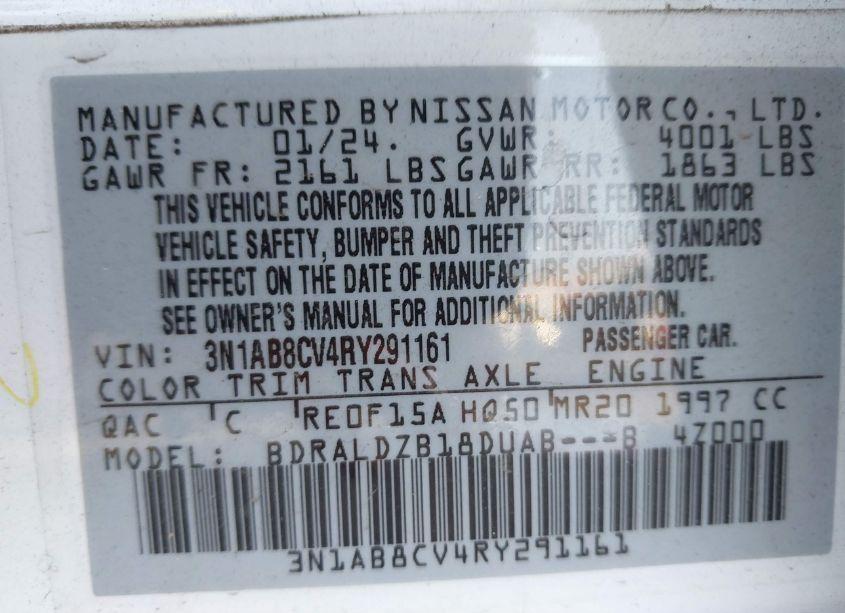 MANUFACTURED BY NISSAN MOTOR CO., LTD.
DATE: 01/24. GVWR: 4001 LBS
GAWR FR: 2161 LBS GAWR RR: 1863 LBS
THIS VEHICLE CONFORMS TO ALL APPLICABLE FEDERAL MOTOR
VEHICLE SAFETY, BUMPER AND THEFT PREVENTION STANDARDS
IN EFFECT ON THE DATE OF MANUFACTURE SHOWN ABOVE.
SEE OWNER'S MANUAL FOR ADDITIONAL INFORMATION.
VIN: 3N1AB8CV4RY291161 PASSENGER CAR.
COLOR TRIM TRANS AXLE ENGINE
QAC C RE0F15A HQ50 MR20 1997 CC
MODEL: BDRALDZB18DUAB---B 4Z000
3N1AB8CV4RY291161